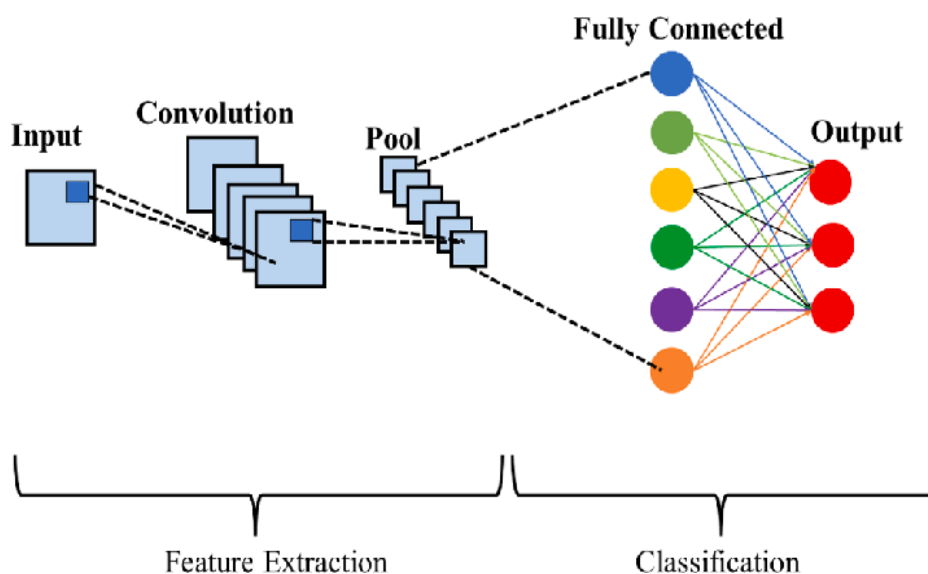 Fully Connected
Convolution
Input
Pool
Output
Feature Extraction
Classification